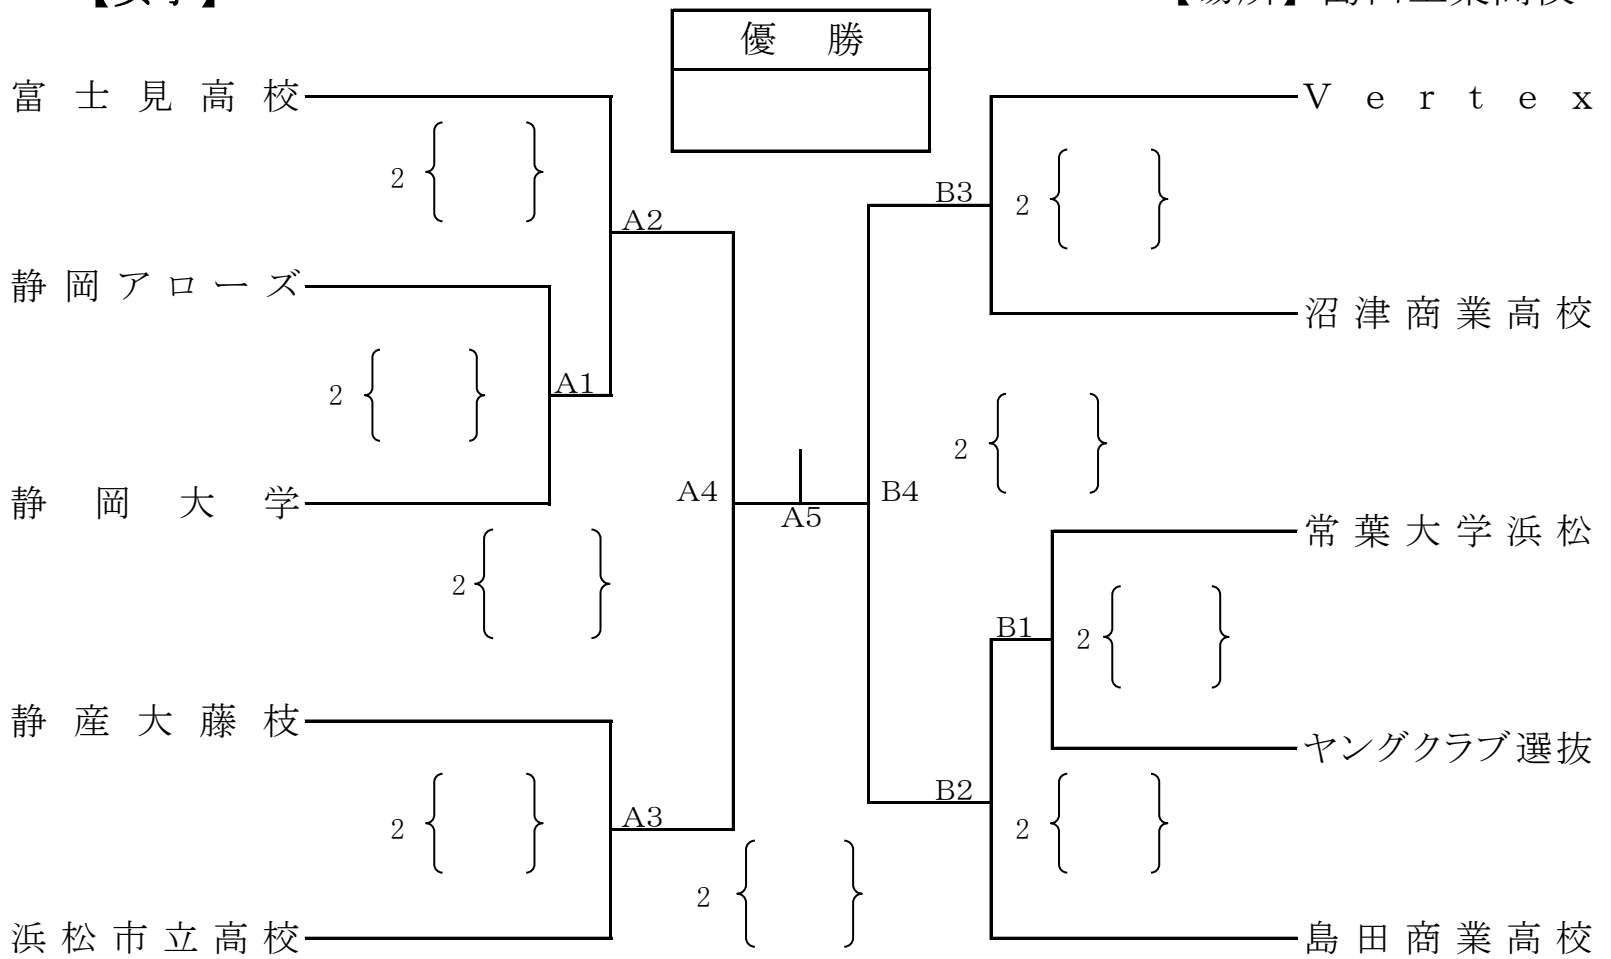 優　勝
富士見高校
Vertex
2
B3
2
A2
静岡アローズ
沼津商業高校
A1
2
2
A4
B4
静岡大学
A5
常葉大学浜松
2
B1
2
静産大藤枝
ヤングクラブ選抜
B2
A3
2
2
2
浜松市立高校
島田商業高校